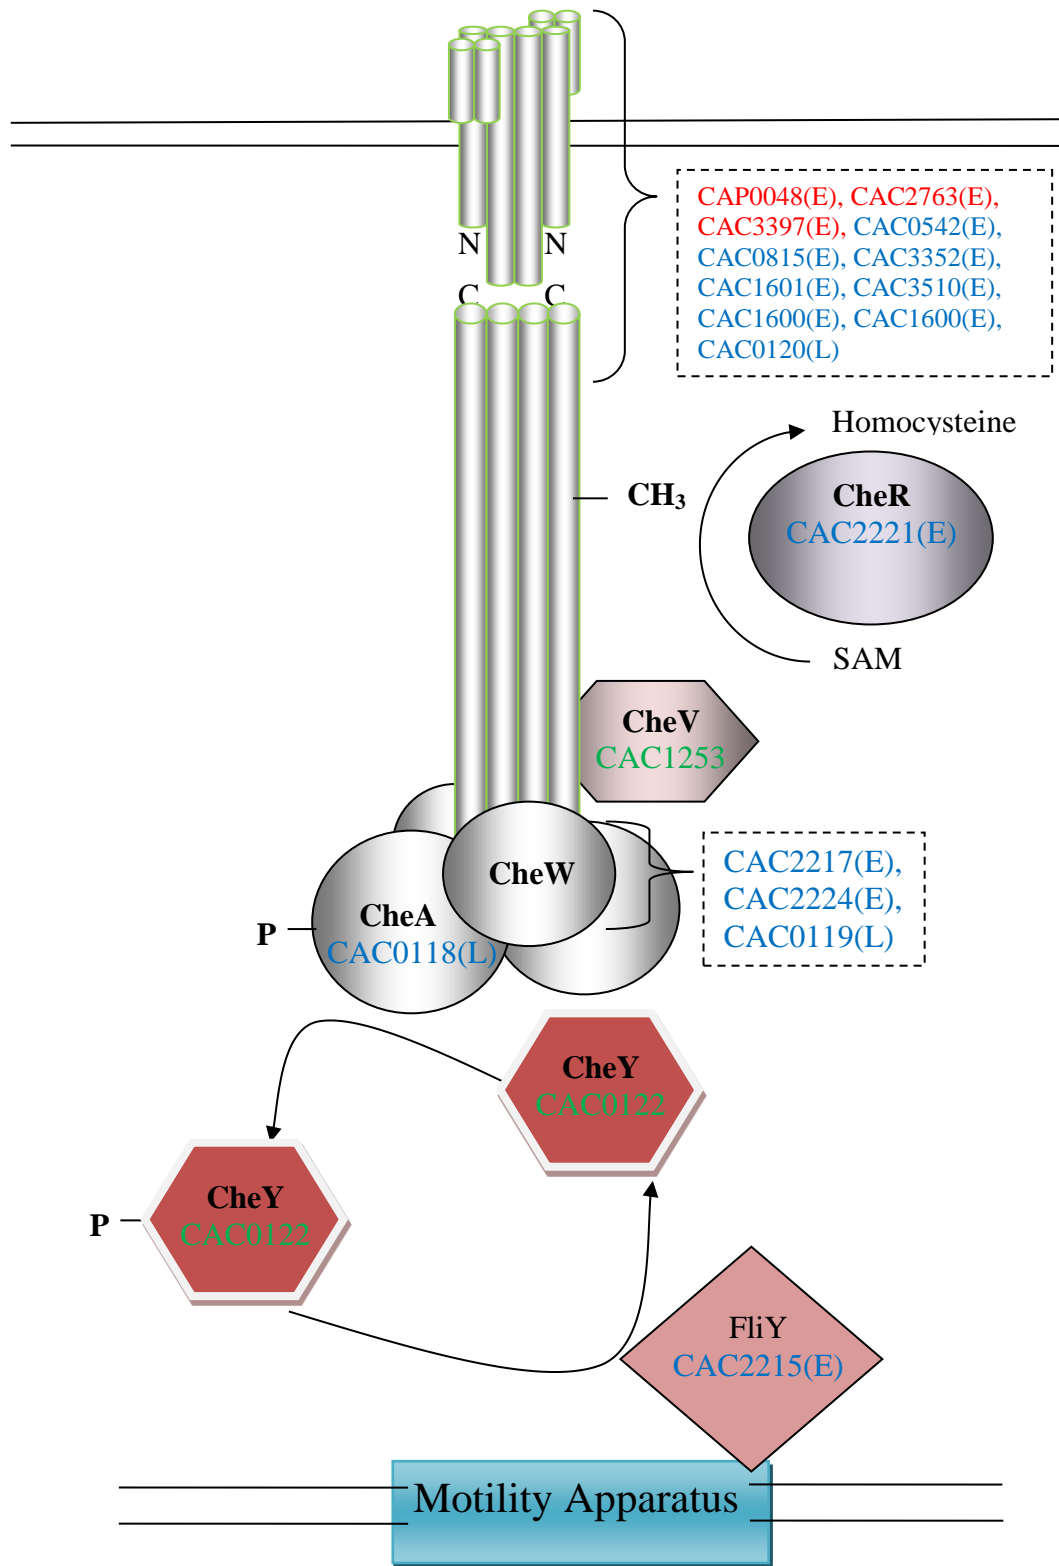 N N
C C
CAP0048(E), CAC2763(E),
CAC3397(E), CAC0542(E),
CAC0815(E), CAC3352(E),
CAC1601(E), CAC3510(E),
CAC1600(E), CAC1600(E),
CAC0120(L)
Homocysteine
CheR
CAC2221(E)
CH₃
SAM
CheV
CAC1253
CheW
CAC2217(E),
CAC2224(E),
CAC0119(L)
CheA
P
CAC0118(L)
CheY
CAC0122
CheY
P
CAC0122
FliY
CAC2215(E)
Motility Apparatus